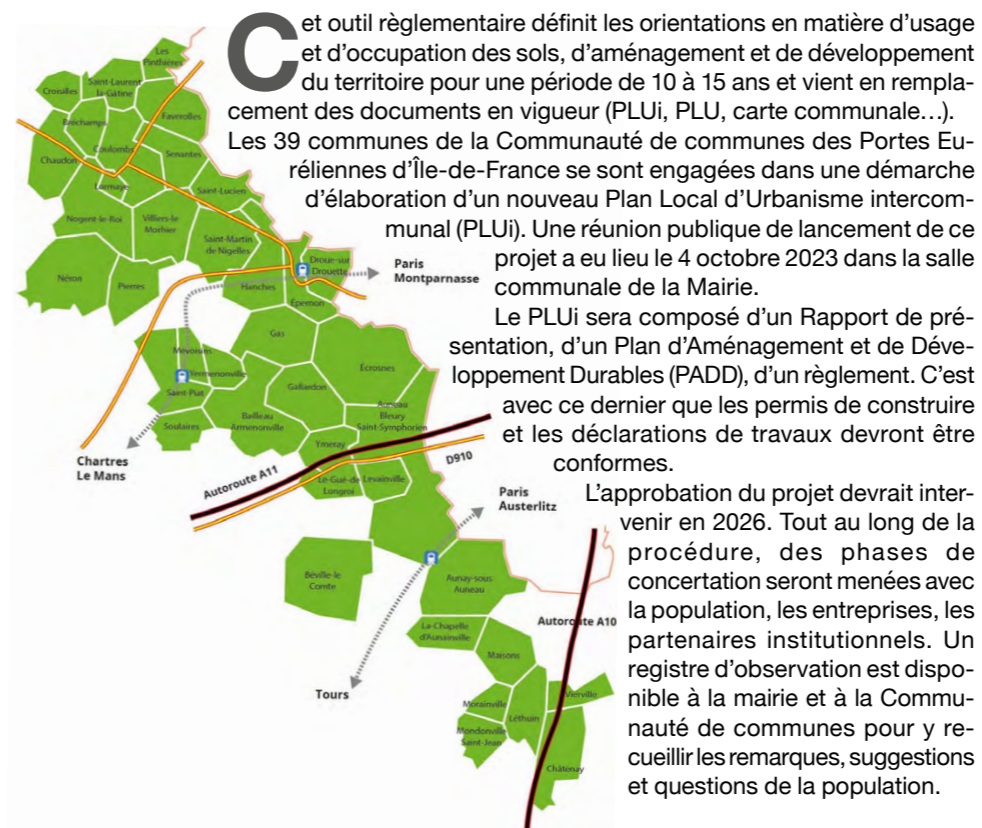 Cet outil règlementaire définit les orientations en matière d'usage
et d'occupation des sols, d'aménagement et de développement
du territoire pour une période de 10 à 15 ans et vient en rempla-
cement des documents en vigueur (PLUi, PLU, carte communale…).
Les 39 communes de la Communauté de communes des Portes Eu-
réliennes d'Île-de-France se sont engagées dans une démarche
d'élaboration d'un nouveau Plan Local d'Urbanisme intercom-
munal (PLUi). Une réunion publique de lancement de ce
projet a eu lieu le 4 octobre 2023 dans la salle
communale de la Mairie.
Le PLUi sera composé d'un Rapport de pré-
sentation, d'un Plan d'Aménagement et de Déve-
loppement Durables (PADD), d'un règlement. C'est
avec ce dernier que les permis de construire
et les déclarations de travaux devront être
conformes.
L'approbation du projet devrait inter-
venir en 2026. Tout au long de la
procédure, des phases de
concertation seront menées avec
la population, les entreprises, les
partenaires institutionnels. Un
registre d'observation est dispo-
nible à la mairie et à la Commu-
nauté de communes pour y re-
cueillir les remarques, suggestions
et questions de la population.
Les
Pinthières
Saint-Laurent
la-Gâtine
Croisilles
Faverolles
Bréchamps
Coulombs
Senantes
Chaudon
Lormaye
Saint-Lucien
Nogent-le-Roi
Villiers-le
Morhier
Saint-Martin
de Nigelles
Droue-sur
Drouette
Paris
Montparnasse
Néron
Pierres
Hanches
Épernon
Gas
Mévoisins
Écrosnes
Yermenonville
Saint-Piat
Gallardon
Auneau
Bleury
Saint-Symphorien
Bailleau
Armenonville
Soulaires
Ymeray
Chartres
Le Mans
D910
Autoroute A11
Le Gué-de
Longroi
Levainville
Paris
Austerlitz
Béville-le
Comte
Aunay-sous
Auneau
La Chapelle
d'Aunainville
Autoroute A10
Maisons
Tours
Vierville
Morainville
Léthuin
Mondonville
Saint-Jean
Châtenay